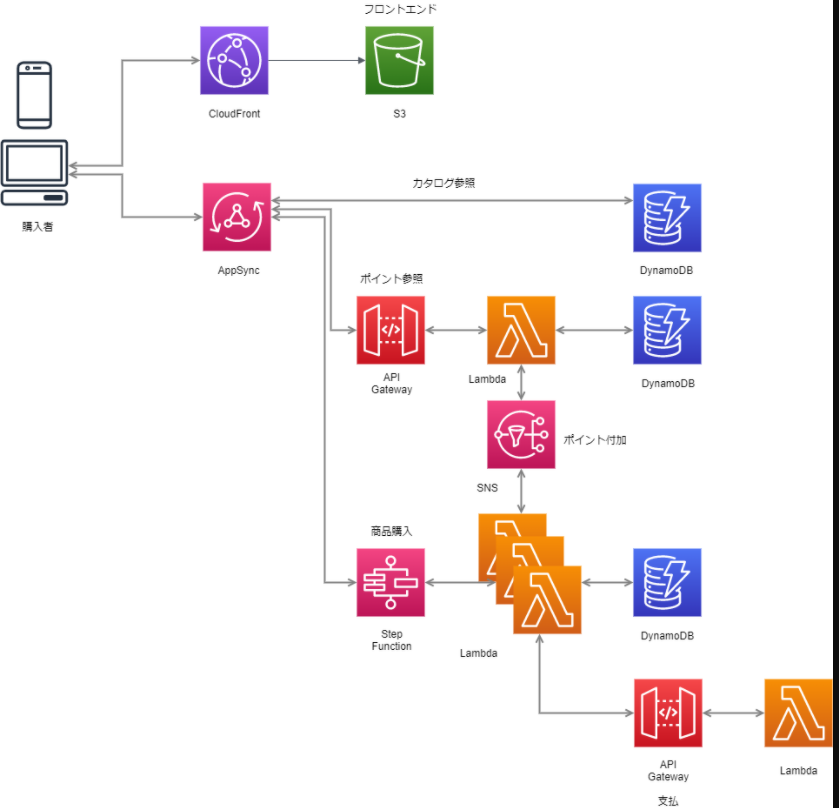 フロントエンド
CloudFront
S3
購入者
カタログ参照
AppSync
DynamoDB
ポイント参照
API
Gateway
Lambda
DynamoDB
ポイント付加
SNS
商品購入
Step
Function
Lambda
DynamoDB
API
Gateway
Lambda
支払